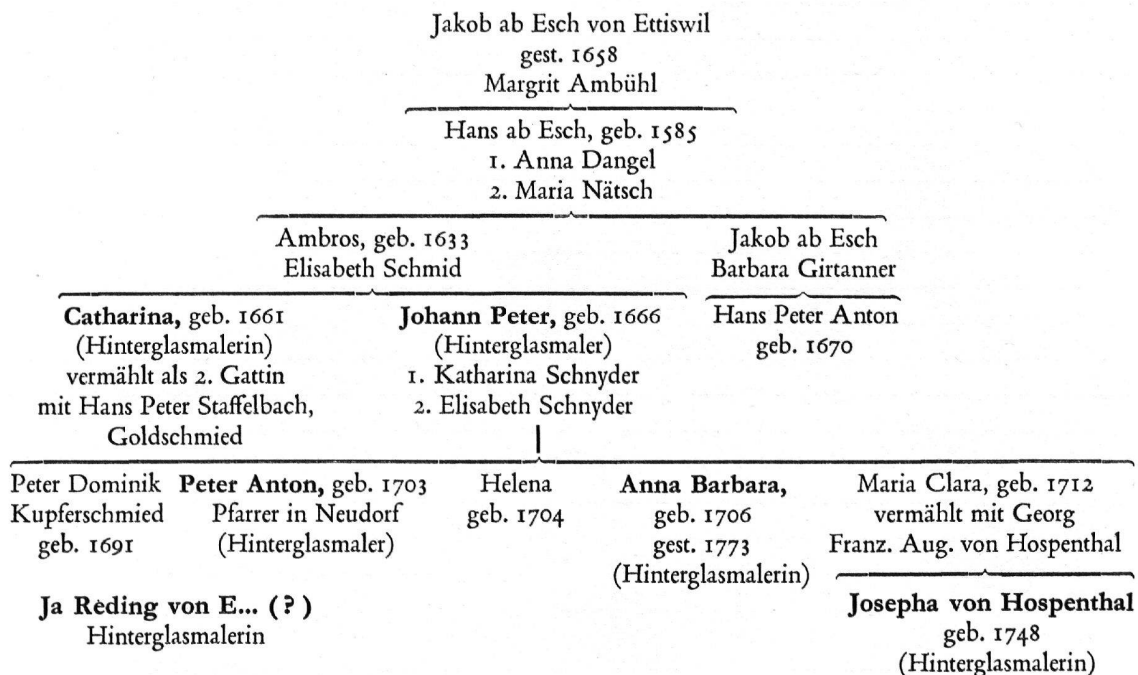 Jakob ab Esch von Ettiswil
gest. 1658
Margrit Ambühl
Hans ab Esch, geb. 1585
1. Anna Dangel
2. Maria Nätsch
Ambros, geb. 1633
Elisabeth Schmid
Jakob ab Esch
Barbara Girtanner
Catharina, geb. 1661
(Hinterglasmalerin)
vermählt als 2. Gattin
mit Hans Peter Staffelbach,
Goldschmied
Johann Peter, geb. 1666
(Hinterglasmaler)
1. Katharina Schnyder
2. Elisabeth Schnyder
Hans Peter Anton
geb. 1670
Peter Dominik
Kupferschmied
geb. 1691
Peter Anton, geb. 1703
Pfarrer in Neudorf
(Hinterglasmaler)
Helena
geb. 1704
Anna Barbara,
geb. 1706
gest. 1773
(Hinterglasmalerin)
Maria Clara, geb. 1712
vermählt mit Georg
Franz. Aug. von Hospenthal
Ja Rèding von E... (?)
Hinterglasmalerin
Josepha von Hospenthal
geb. 1748
(Hinterglasmalerin)